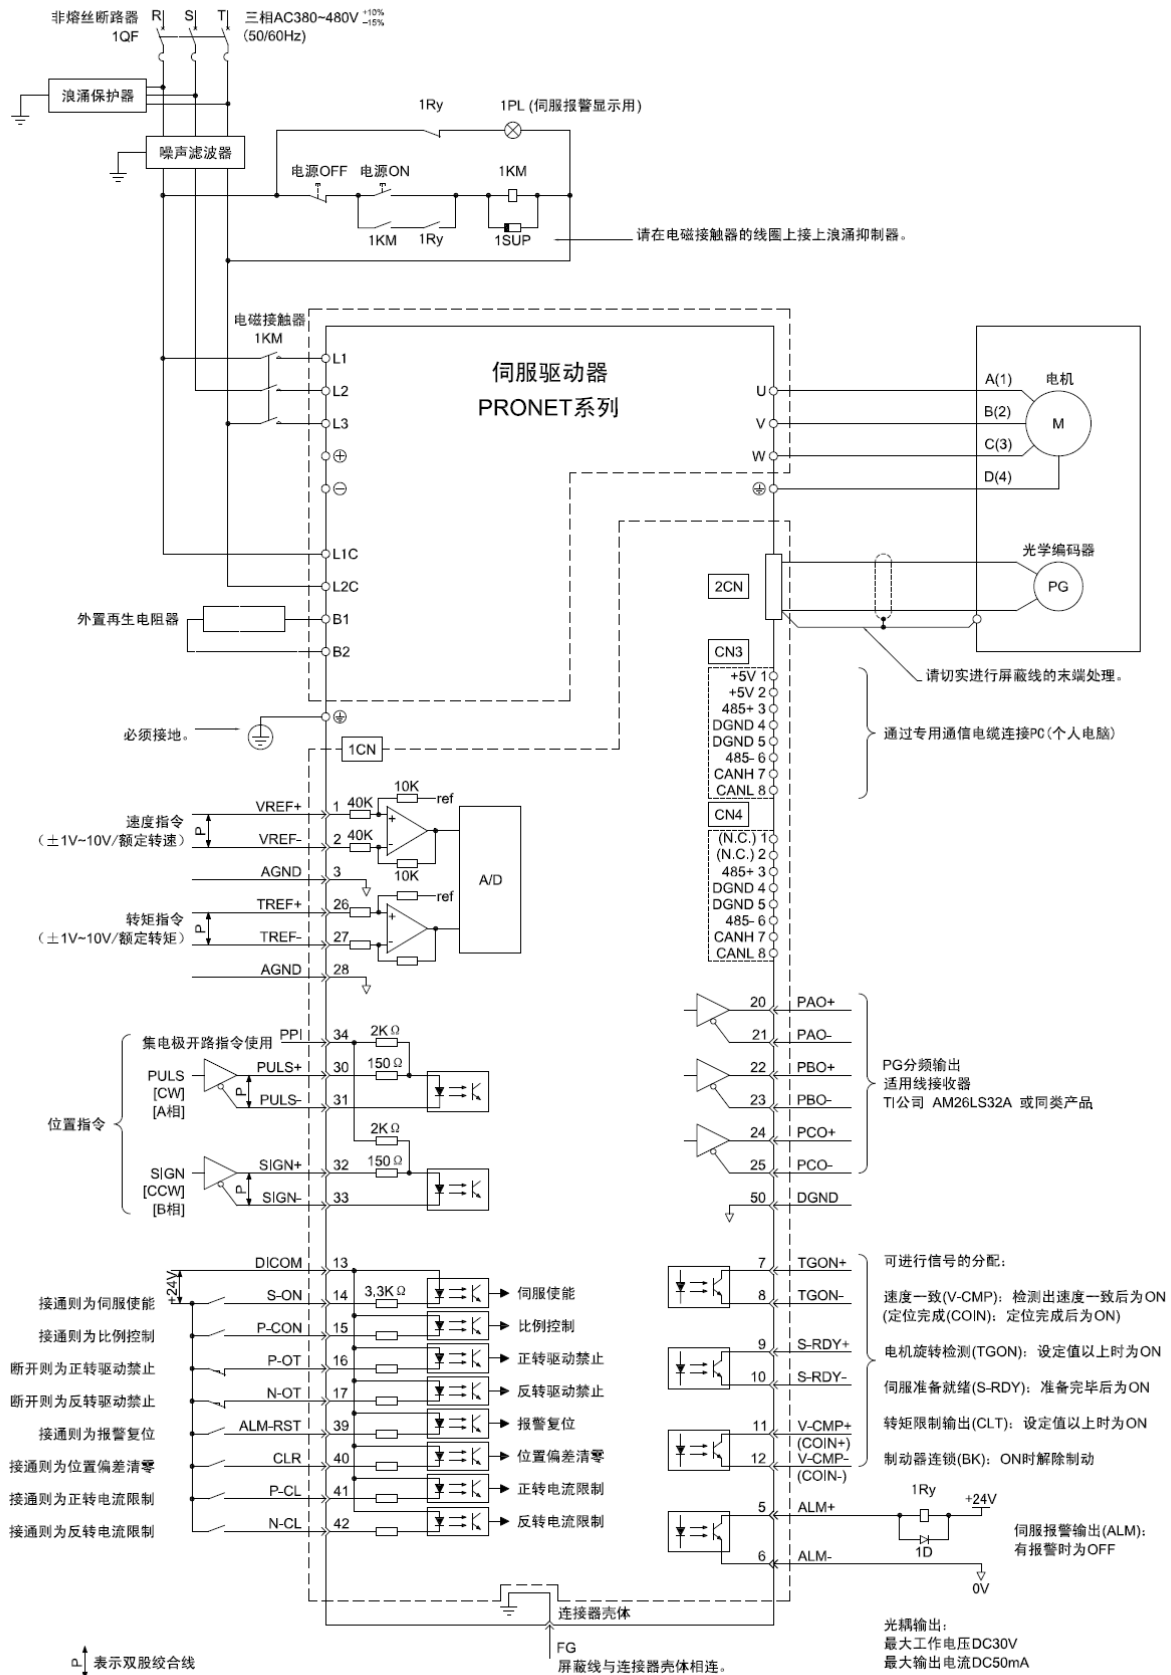 非熔丝断路器 R S T 三相AC380~480V +10% -15%
1QF (50/60Hz)
浪涌保护器
噪声滤波器
1Ry 1PL (伺服报警显示用)
电源OFF 电源ON 1KM
1KM 1Ry 1SUP
请在电磁接触器的线圈上接上浪涌抑制器。
电磁接触器
1KM
L1
L2
L3
⊕
⊖
L1C
L2C
外置再生电阻器 B1
B2
伺服驱动器
PRONET系列
U
V
W
A(1) 电机
B(2) M
C(3)
D(4)
光学编码器
PG
2CN
请切实进行屏蔽线的末端处理。
CN3
+5V 1
+5V 2
485+ 3
DGND 4
DGND 5
485- 6
CANH 7
CANL 8
通过专用通信电缆连接PC(个人电脑)
CN4
(N.C.) 1
(N.C.) 2
485+ 3
DGND 4
DGND 5
485- 6
CANH 7
CANL 8
必须接地。
1CN
10K ref
VREF+ 1 40K
速度指令
(±1V~10V/额定转速) P
VREF- 2 40K
10K
AGND 3
A/D
ref
TREF+ 26
转矩指令
(±1V~10V/额定转矩) P
TREF- 27
AGND 28
+ -
+ -
集电极开路指令使用 PPI 34 2KΩ
PULS+ 30 150Ω
PULS
[CW]
[A相]
P
PULS- 31
位置指令
2KΩ
SIGN+ 32 150Ω
SIGN
[CCW]
[B相]
P
SIGN- 33
20 PAO+
21 PAO-
22 PBO+
23 PBO-
24 PCO+
25 PCO-
50 DGND
PG分频输出
适用线接收器
TI公司 AM26LS32A 或同类产品
DICOM 13
+24V
接通则为伺服使能 S-ON 14 3,3KΩ 伺服使能
接通则为比例控制 P-CON 15 比例控制
断开则为正转驱动禁止 P-OT 16 正转驱动禁止
断开则为反转驱动禁止 N-OT 17 反转驱动禁止
接通则为报警复位 ALM-RST 39 报警复位
接通则为位置偏差清零 CLR 40 位置偏差清零
接通则为正转电流限制 P-CL 41 正转电流限制
接通则为反转电流限制 N-CL 42 反转电流限制
7 TGON+
8 TGON-
9 S-RDY+
10 S-RDY-
11 V-CMP+
(COIN+)
12 V-CMP-
(COIN-)
5 ALM+
6 ALM-
可进行信号的分配:
速度一致(V-CMP): 检测出速度一致后为ON
(定位完成(COIN): 定位完成后为ON)
电机旋转检测(TGON): 设定值以上时为ON
伺服准备就绪(S-RDY): 准备完毕后为ON
转矩限制输出(CLT): 设定值以上时为ON
制动器连锁(BK): ON时解除制动
1Ry +24V
1D
0V
伺服报警输出(ALM):
有报警时为OFF
连接器壳体
FG
屏蔽线与连接器壳体相连。
光耦输出:
最大工作电压DC30V
最大输出电流DC50mA
P 表示双股绞合线